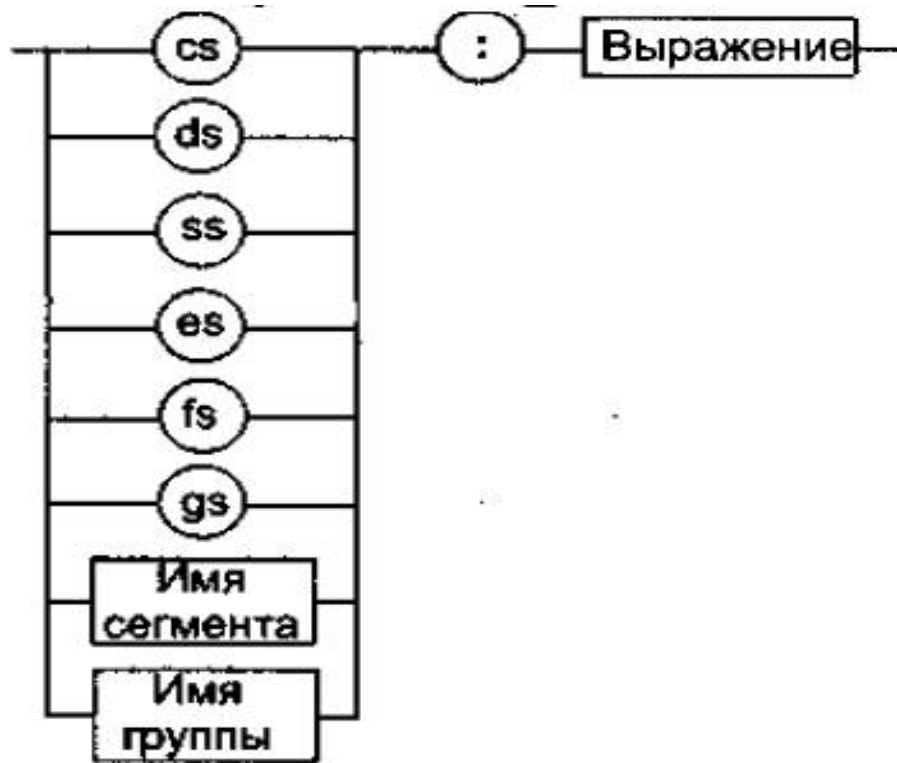 cs : Выражение
ds
ss
es
fs
gs
Имя
сегмента
Имя
группы